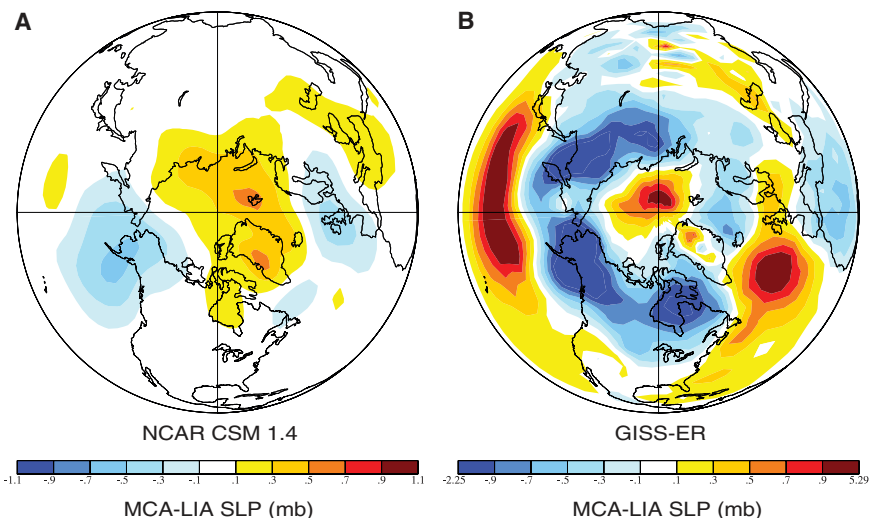 A
B
NCAR CSM 1.4
GISS-ER
-1.1 -.9 -.7 -.5 -.3 -.1 .1 .3 .5 .7 .9 1.1
-2.25 -.9 -.7 -.5 -.3 -.1 .1 .3 .5 .7 .9 5.29
MCA-LIA SLP (mb)
MCA-LIA SLP (mb)